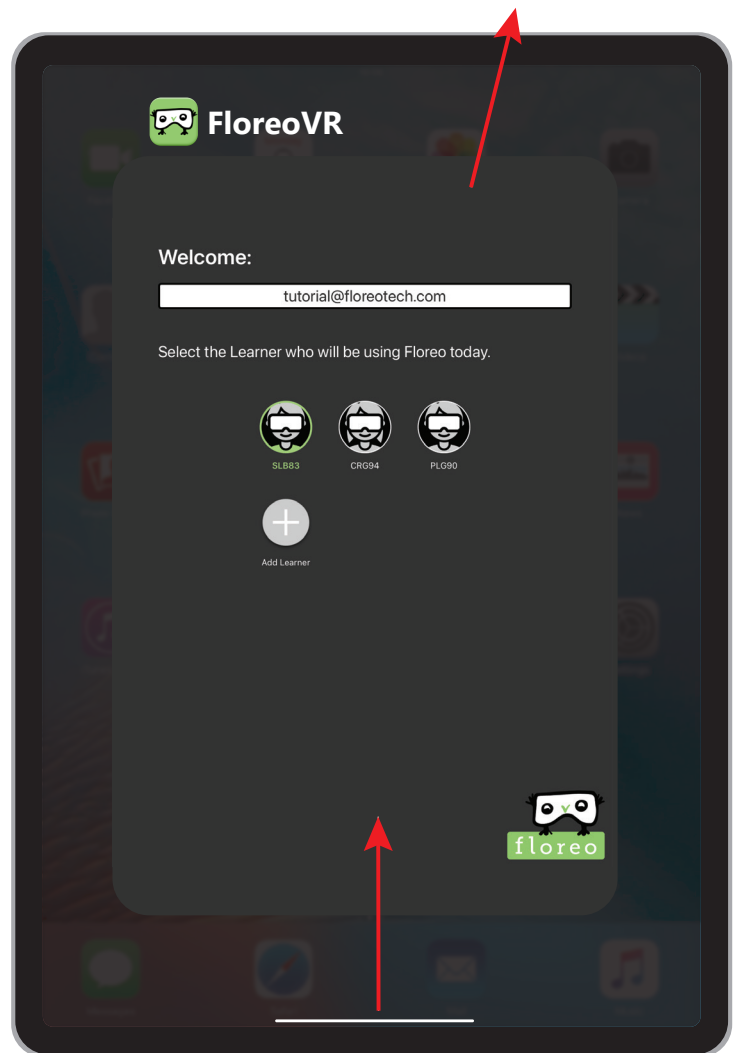 FloreoVR
Welcome:
tutorial@floreotech.com
Select the Learner who will be using Floreo today.
SLB83 CRG94 PLG90
Add Learner
floreo